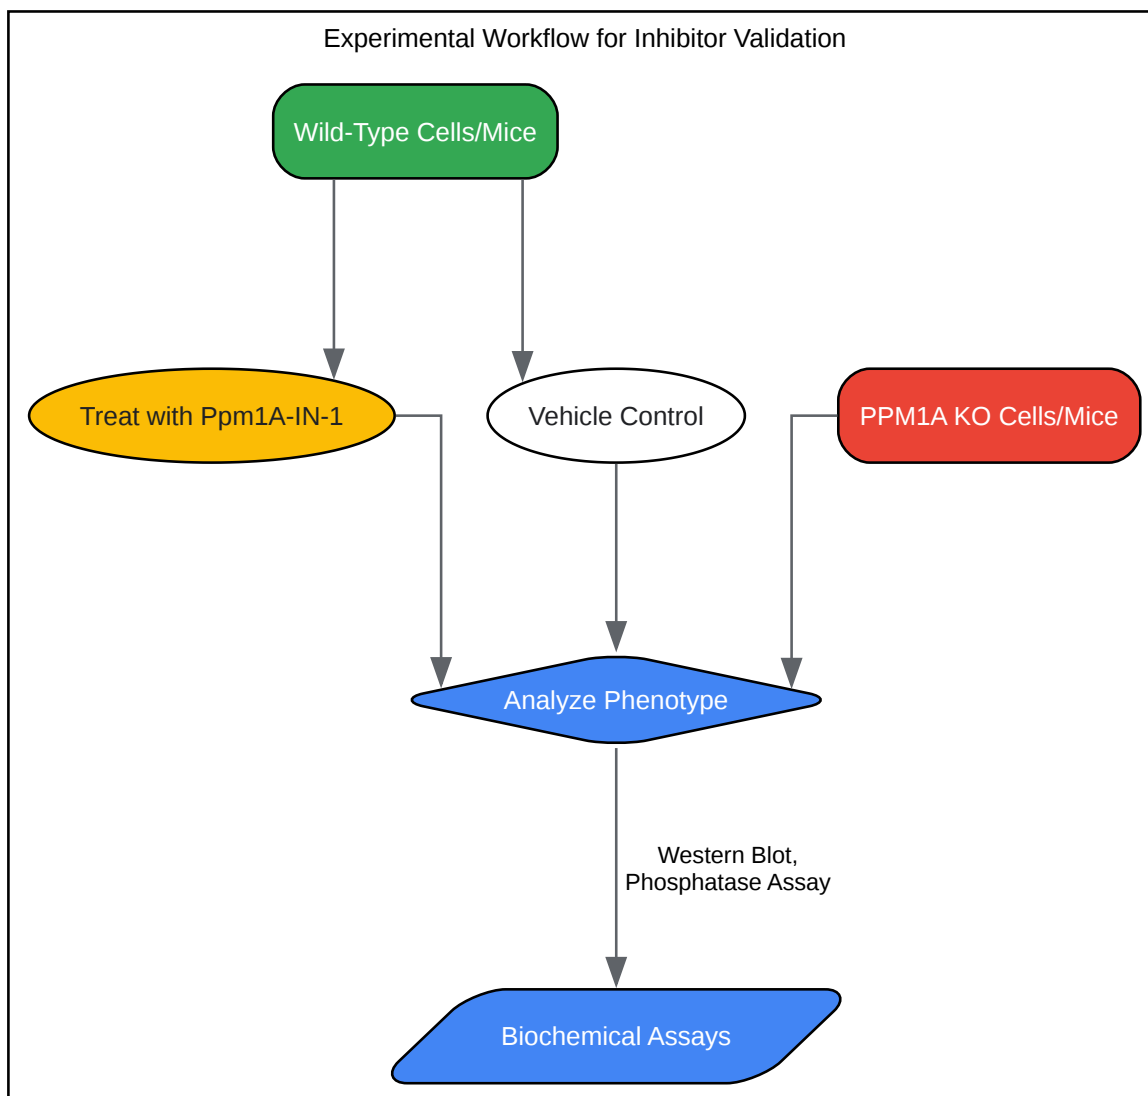 Experimental Workflow for Inhibitor Validation
Wild-Type Cells/Mice
Treat with Ppm1A-IN-1
Vehicle Control
PPM1A KO Cells/Mice
Analyze Phenotype
Western Blot,
Phosphatase Assay
Biochemical Assays